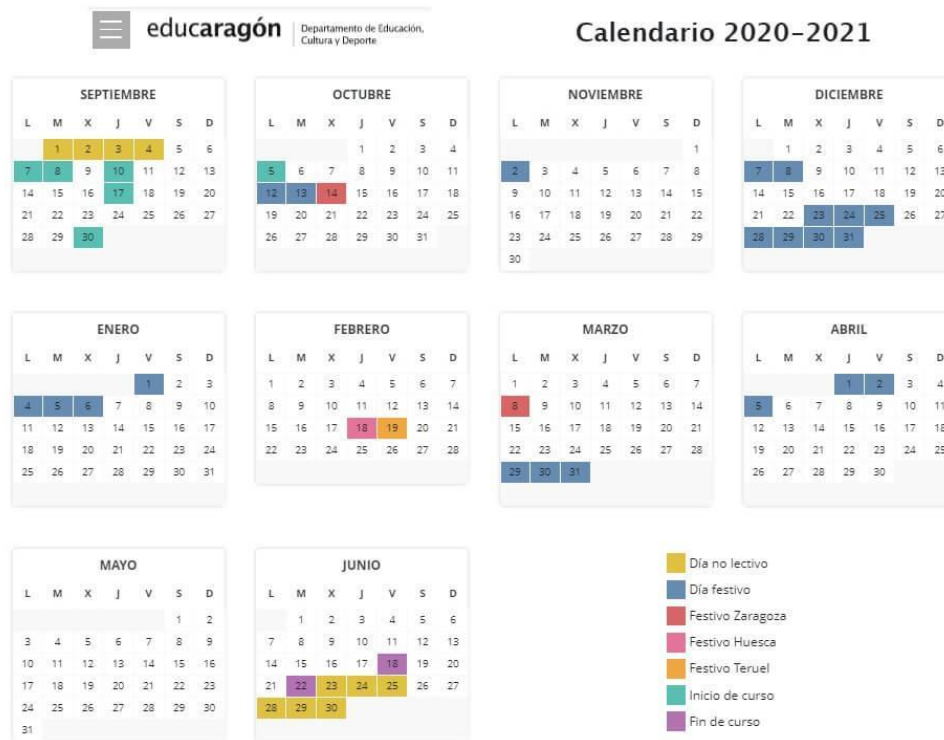 educaragón
Departamento de Educación,
Cultura y Deporte
Calendario 2020-2021
SEPTIEMBRE
L M X J V S D
1 2 3 4 5 6
7 8 9 10 11 12 13
14 15 16 17 18 19 20
21 22 23 24 25 26 27
28 29 30
OCTUBRE
L M X J V S D
1 2 3 4
5 6 7 8 9 10 11
12 13 14 15 16 17 18
19 20 21 22 23 24 25
26 27 28 29 30 31
NOVIEMBRE
L M X J V S D
1
2 3 4 5 6 7 8
9 10 11 12 13 14 15
16 17 18 19 20 21 22
23 24 25 26 27 28 29
30
DICIEMBRE
L M X J V S D
1 2 3 4 5 6
7 8 9 10 11 12 13
14 15 16 17 18 19 20
21 22 23 24 25 26 27
28 29 30 31
ENERO
L M X J V S D
1 2 3
4 5 6 7 8 9 10
11 12 13 14 15 16 17
18 19 20 21 22 23 24
25 26 27 28 29 30 31
FEBRERO
L M X J V S D
1 2 3 4 5 6 7
8 9 10 11 12 13 14
15 16 17 18 19 20 21
22 23 24 25 26 27 28
MARZO
L M X J V S D
1 2 3 4 5 6 7
8 9 10 11 12 13 14
15 16 17 18 19 20 21
22 23 24 25 26 27 28
29 30 31
ABRIL
L M X J V S D
1 2 3 4
5 6 7 8 9 10 11
12 13 14 15 16 17 18
19 20 21 22 23 24 25
26 27 28 29 30
MAYO
L M X J V S D
1 2
3 4 5 6 7 8 9
10 11 12 13 14 15 16
17 18 19 20 21 22 23
24 25 26 27 28 29 30
31
JUNIO
L M X J V S D
1 2 3 4 5 6
7 8 9 10 11 12 13
14 15 16 17 18 19 20
21 22 23 24 25 26 27
28 29 30
Día no lectivo
Día festivo
Festivo Zaragoza
Festivo Huesca
Festivo Teruel
Inicio de curso
Fin de curso